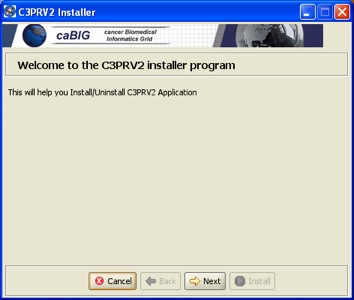 C3PRV2 Installer
caBIG
cancer Biomedical
Informatics Grid
Welcome to the C3PRV2 installer program
This will help you Install/Uninstall C3PRV2 Application
Cancel Back Next Install